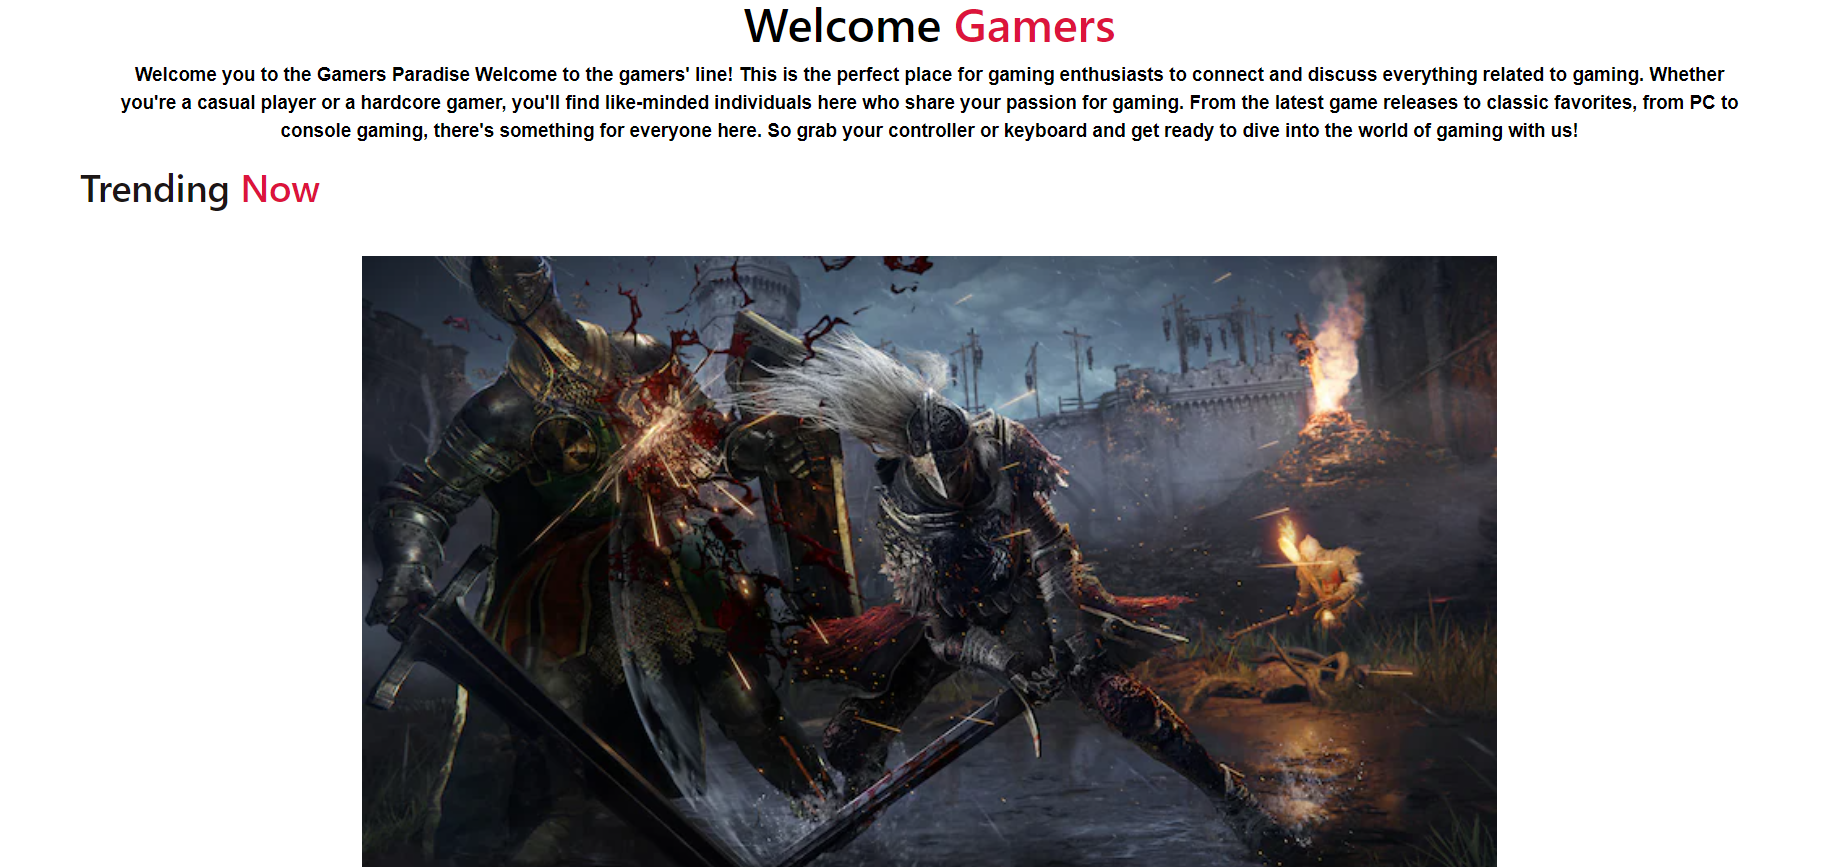 Welcome Gamers
Welcome you to the Gamers Paradise Welcome to the gamers' line! This is the perfect place for gaming enthusiasts to connect and discuss everything related to gaming. Whether
you're a casual player or a hardcore gamer, you'll find like-minded individuals here who share your passion for gaming. From the latest game releases to classic favorites, from PC to
console gaming, there's something for everyone here. So grab your controller or keyboard and get ready to dive into the world of gaming with us!
Trending Now